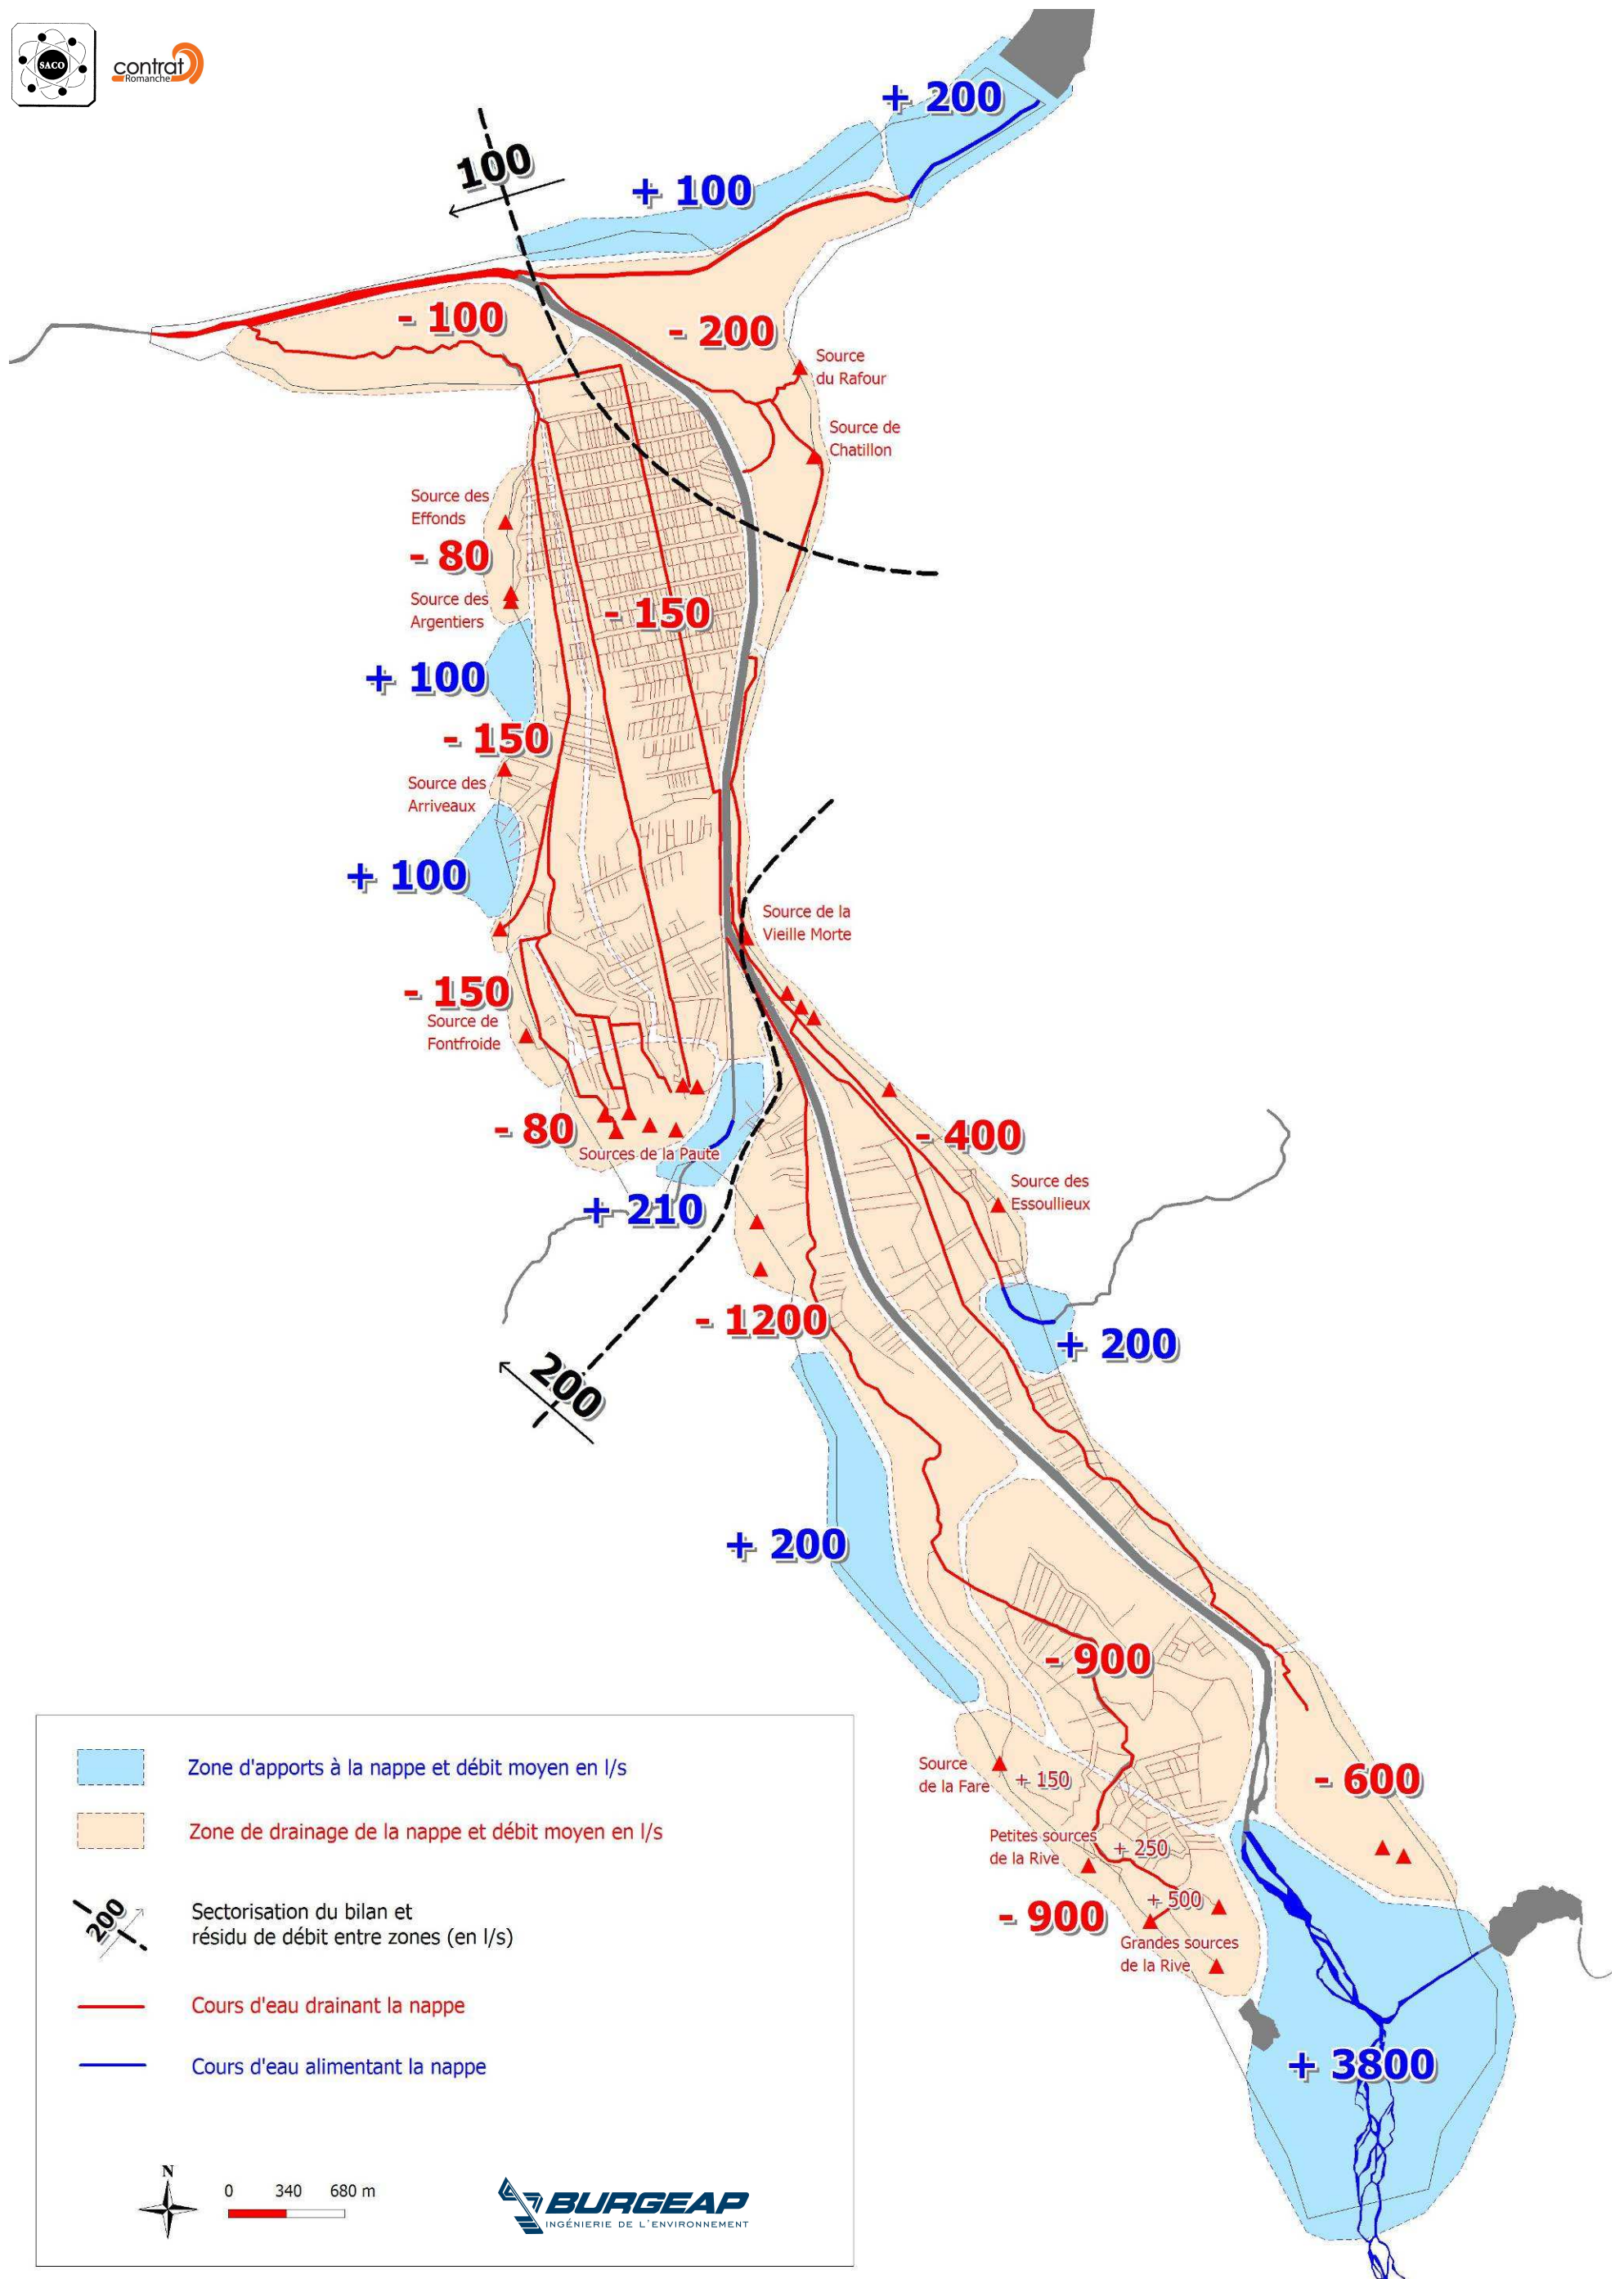 SACO
contrat
Romanche
+ 200
100
+ 100
- 100
- 200
Source
du Rafour
Source de
Chatillon
Source des
Effonds
- 80
Source des
Argentiers
- 150
+ 100
- 150
Source des
Arriveaux
+ 100
Source de la
Vieille Morte
- 150
Source de
Fontfroide
- 80
Sources de la Paute
- 400
Source des
Essoullieux
+ 210
- 1200
+ 200
200
+ 200
- 900
Source
de la Fare
+ 150
- 600
Petites sources
de la Rive
+ 250
+ 500
- 900
Grandes sources
de la Rive
+ 3800
Zone d'apports à la nappe et débit moyen en l/s
Zone de drainage de la nappe et débit moyen en l/s
200
Sectorisation du bilan et
résidu de débit entre zones (en l/s)
Cours d'eau drainant la nappe
Cours d'eau alimentant la nappe
N
0 340 680 m
BURGEAP
INGÉNIERIE DE L'ENVIRONNEMENT